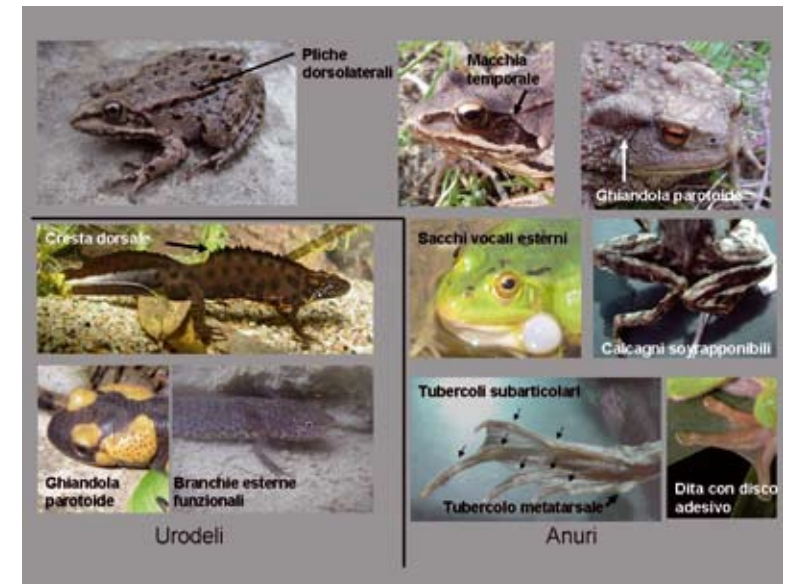 Pliche
dorsolaterali
Macchia
temporale
Ghiandola parotoide
Cresta dorsale
Sacchi vocali esterni
Calcagni sovrapponibili
Ghiandola
parotoide
Branchie esterne
funzionali
Tubercoli subarticolari
Tubercolo metatarsale
Dita con disco
adesivo
Urodeli
Anuri